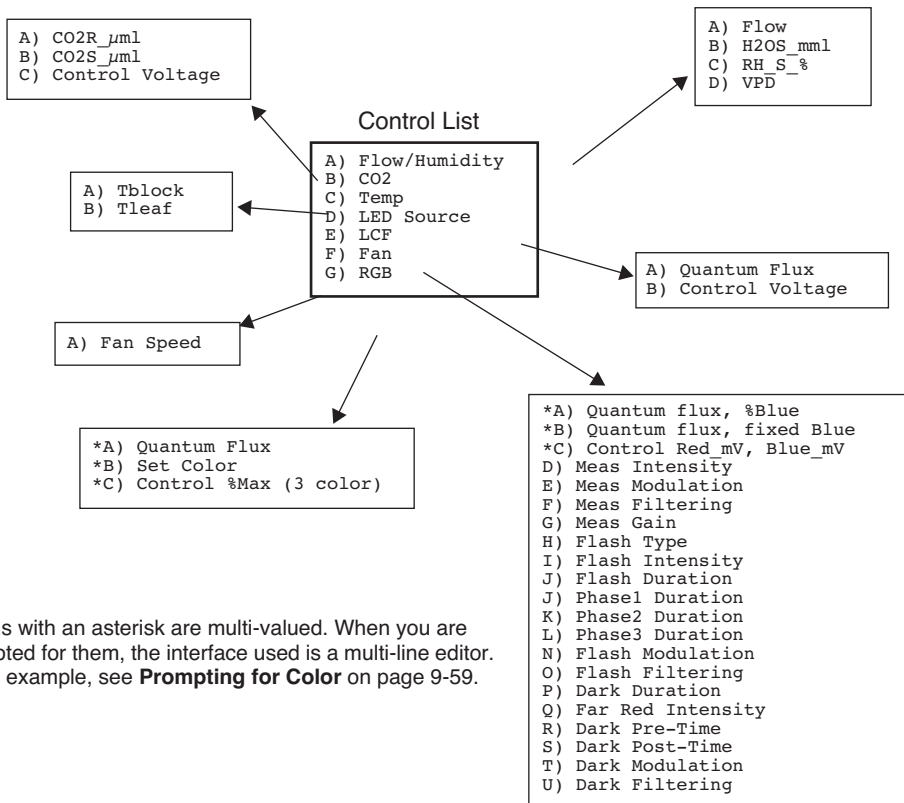 A) CO2R_µml
B) CO2S_µml
C) Control Voltage
A) Flow
B) H2OS_mml
C) RH_S_%
D) VPD
Control List
A) Flow/Humidity
B) CO2
C) Temp
D) LED Source
E) LCF
F) Fan
G) RGB
A) Tblock
B) Tleaf
A) Quantum Flux
B) Control Voltage
A) Fan Speed
*A) Quantum Flux
*B) Set Color
*C) Control %Max (3 color)
*A) Quantum flux, %Blue
*B) Quantum flux, fixed Blue
*C) Control Red_mV, Blue_mV
D) Meas Intensity
E) Meas Modulation
F) Meas Filtering
G) Meas Gain
H) Flash Type
I) Flash Intensity
J) Flash Duration
J) Phase1 Duration
K) Phase2 Duration
L) Phase3 Duration
N) Flash Modulation
O) Flash Filtering
P) Dark Duration
Q) Far Red Intensity
R) Dark Pre-Time
S) Dark Post-Time
T) Dark Modulation
U) Dark Filtering
s with an asterisk are multi-valued. When you are
pted for them, the interface used is a multi-line editor.
example, see Prompting for Color on page 9-59.